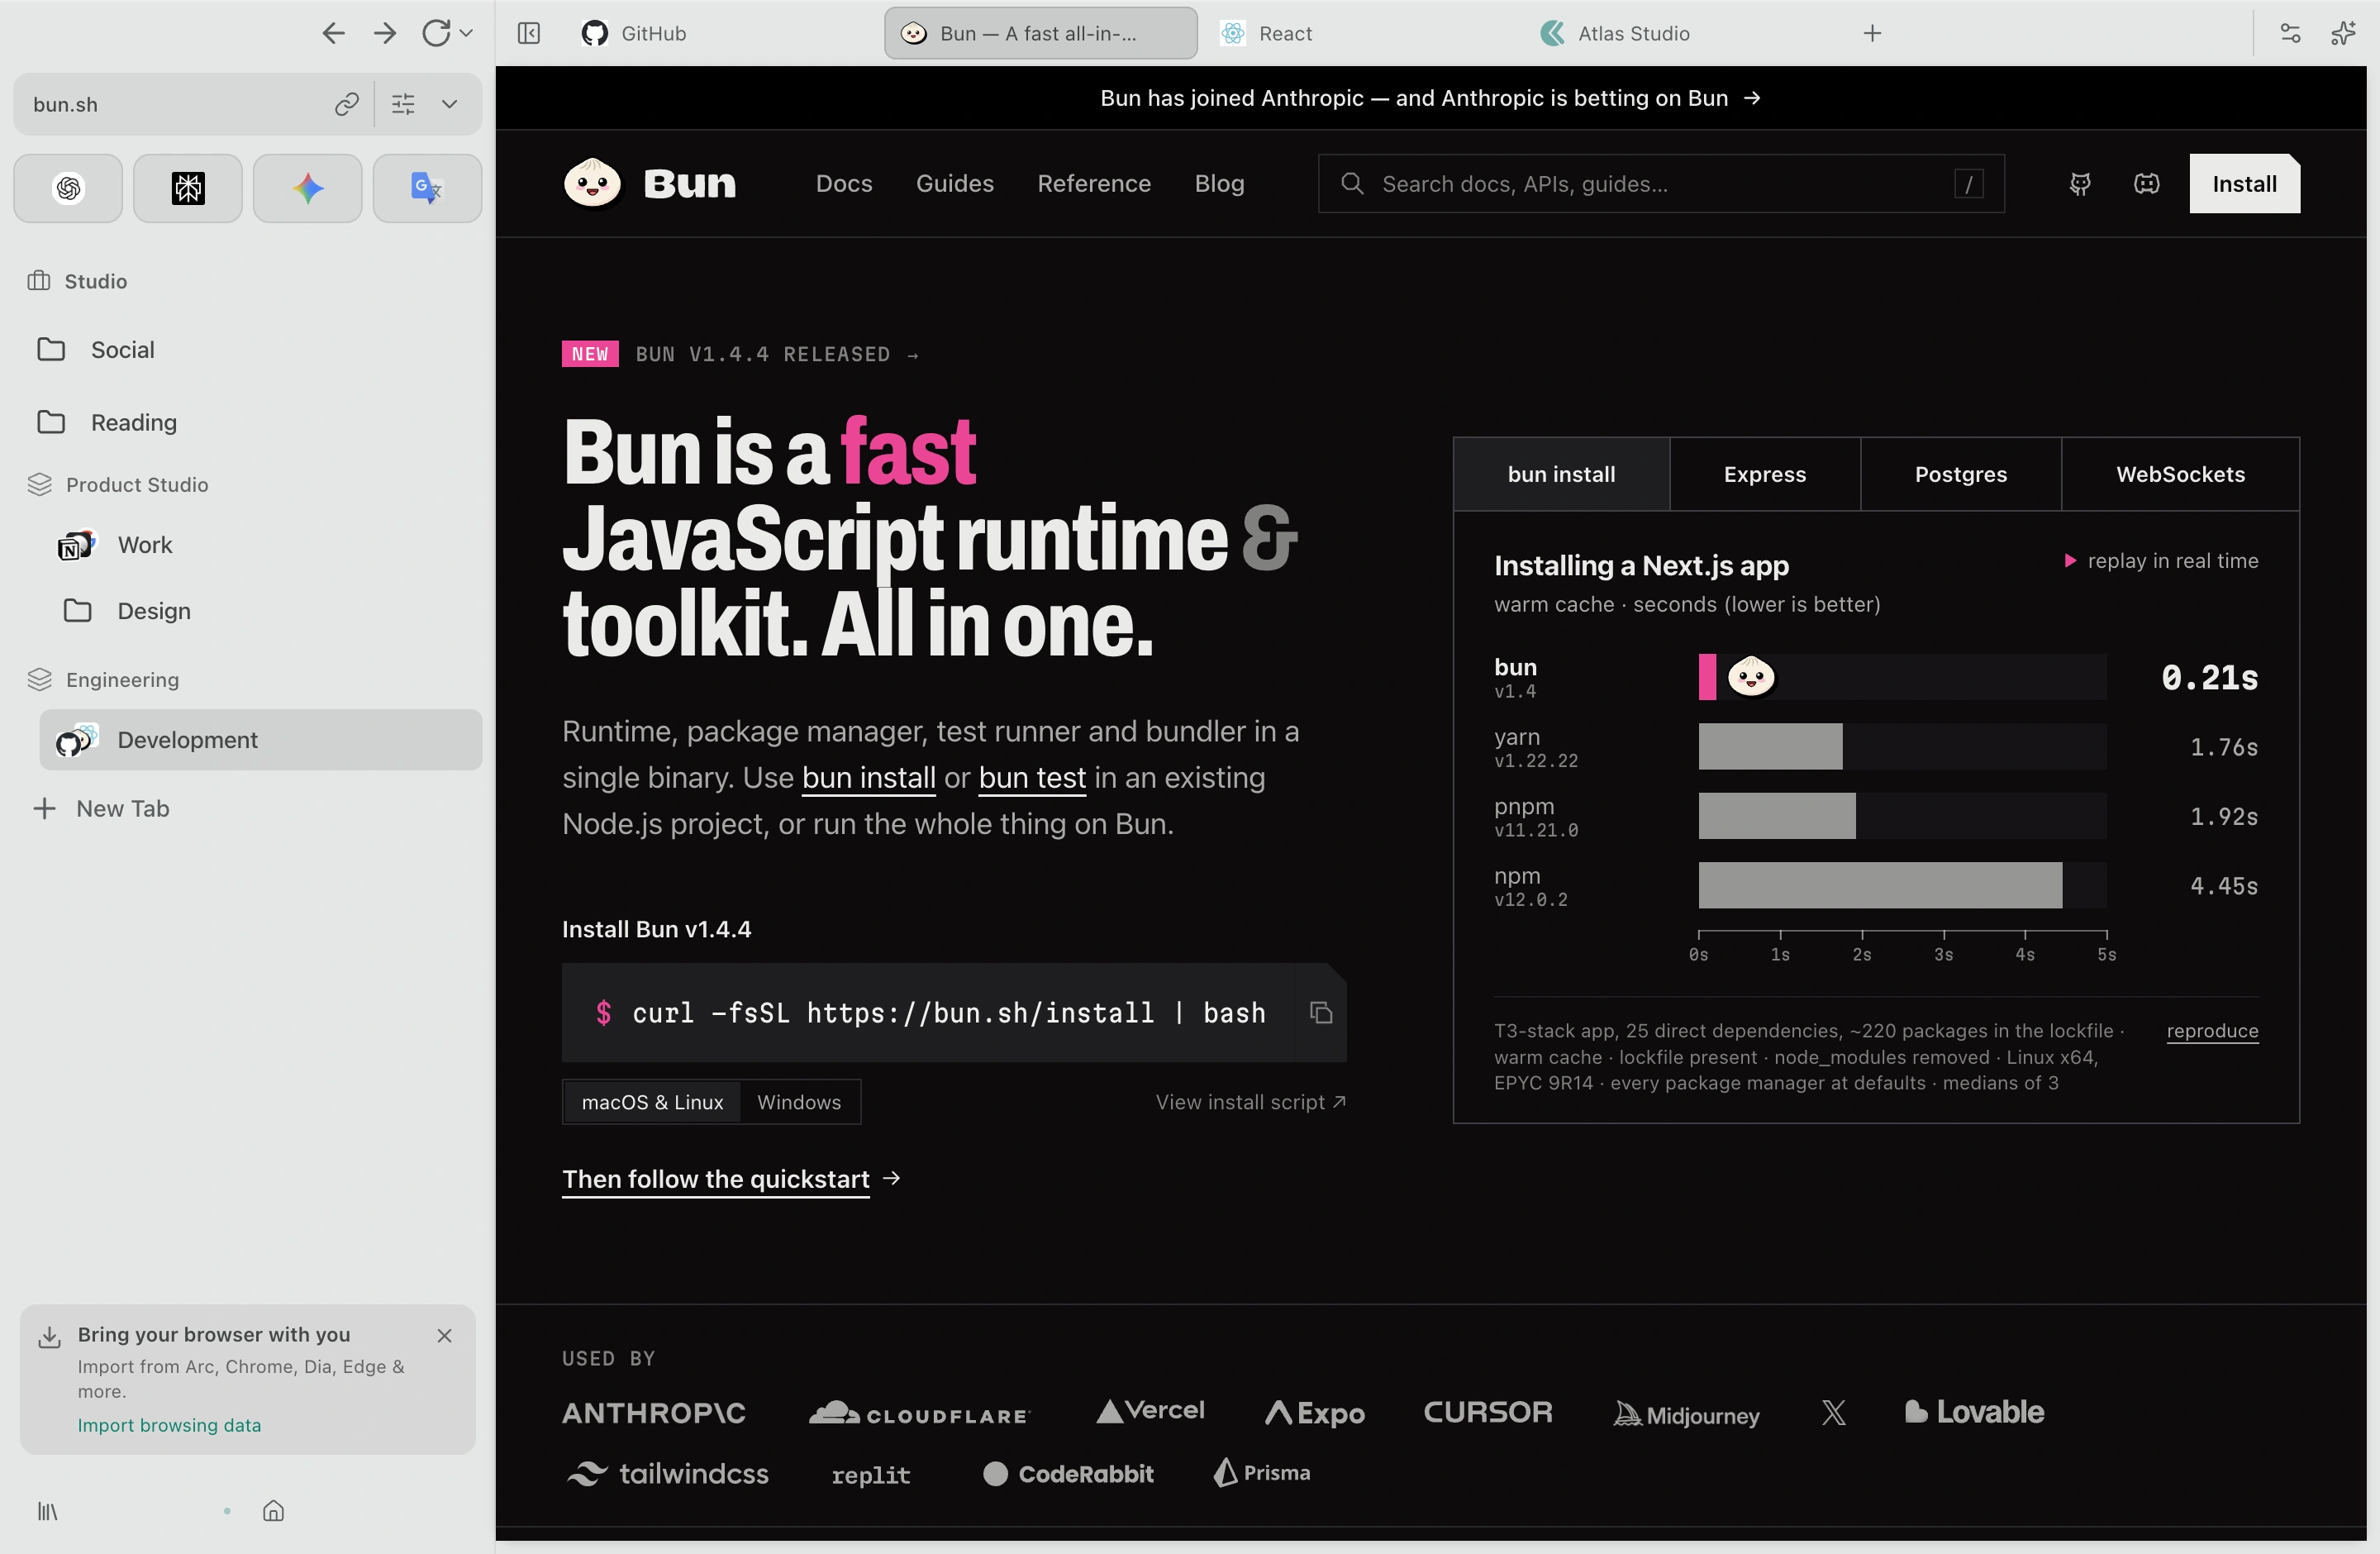 GitHub
Bun — A fast all-in-...
React
Atlas Studio
bun.sh
Studio
Social
Reading
Product Studio
Work
Design
Engineering
Development
New Tab
Bring your browser with you
Import from Arc, Chrome, Dia, Edge &
more.
Import browsing data
Bun has joined Anthropic — and Anthropic is betting on Bun →
Bun
Docs
Guides
Reference
Blog
Search docs, APIs, guides...
/
Install
NEW BUN V1.4.4 RELEASED →
Bun is a fast
JavaScript runtime &
toolkit. All in one.
Runtime, package manager, test runner and bundler in a
single binary. Use bun install or bun test in an existing
Node.js project, or run the whole thing on Bun.
Install Bun v1.4.4
$ curl -fsSL https://bun.sh/install | bash
macOS & Linux
Windows
View install script ↗
Then follow the quickstart →
bun install
Express
Postgres
WebSockets
Installing a Next.js app
replay in real time
warm cache · seconds (lower is better)
bun
v1.4
0.21s
yarn
v1.22.22
1.76s
pnpm
v11.21.0
1.92s
npm
v12.0.2
4.45s
0s 1s 2s 3s 4s 5s
T3-stack app, 25 direct dependencies, ~220 packages in the lockfile ·
warm cache · lockfile present · node_modules removed · Linux x64,
EPYC 9R14 · every package manager at defaults · medians of 3
reproduce
USED BY
ANTHROP\C
CLOUDFLARE
Vercel
Expo
CURSOR
Midjourney
X
Lovable
tailwindcss
replit
CodeRabbit
Prisma